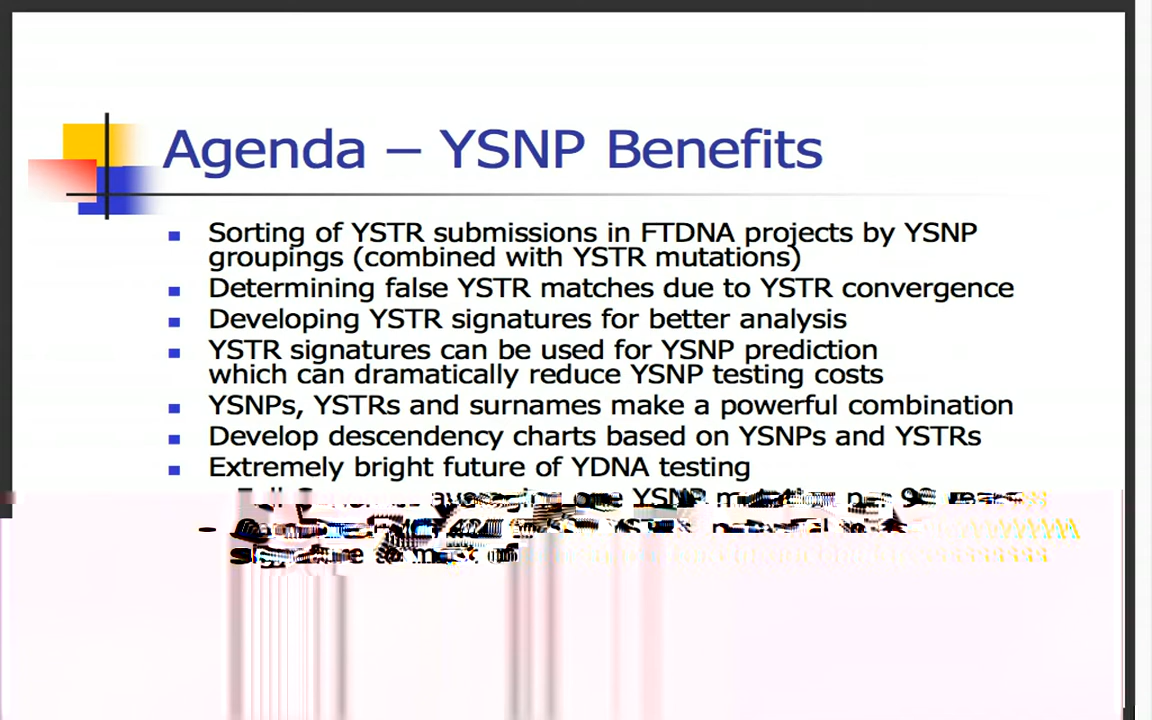 Agenda – YSNP Benefits
Sorting of YSTR submissions in FTDNA projects by YSNP
groupings (combined with YSTR mutations)
Determining false YSTR matches due to YSTR convergence
Developing YSTR signatures for better analysis
YSTR signatures can be used for YSNP prediction
which can dramatically reduce YSNP testing costs
YSNPs, YSTRs and surnames make a powerful combination
Develop descendency charts based on YSNPs and YSTRs
Extremely bright future of YDNA testing
YSNP